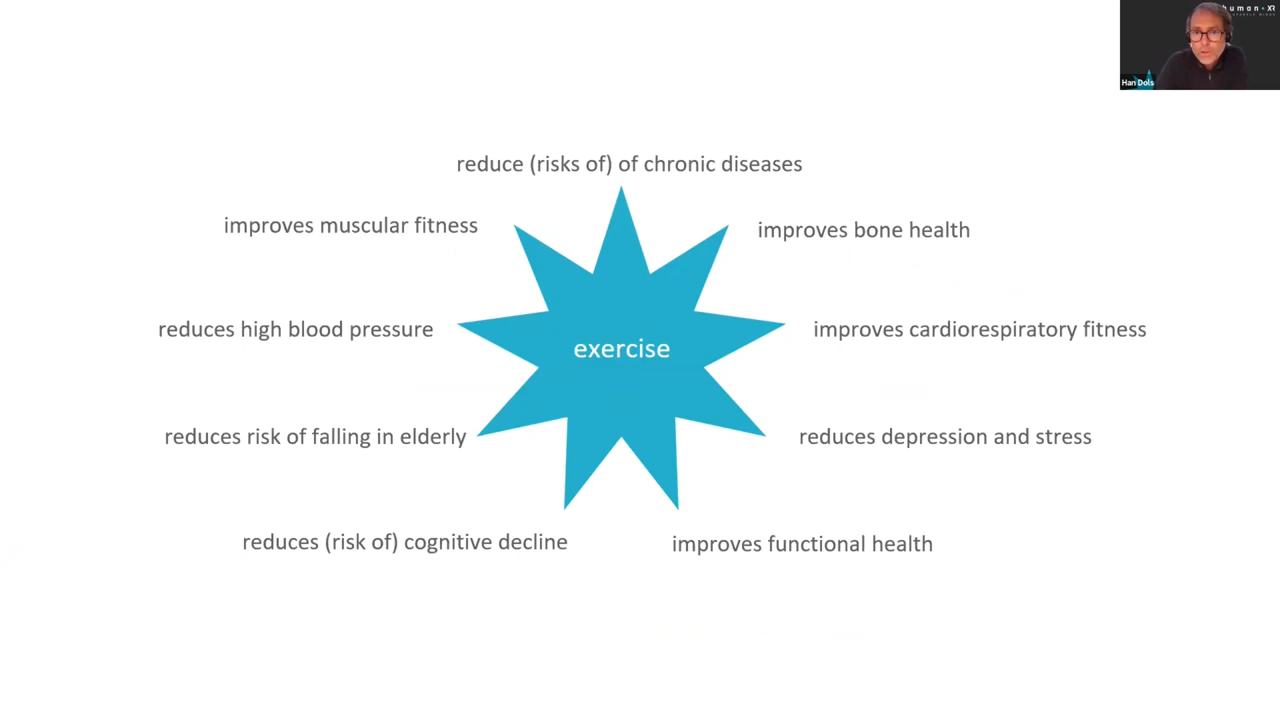 human+XR
Han Dols
reduce (risks of) of chronic diseases
improves muscular fitness
improves bone health
reduces high blood pressure
improves cardiorespiratory fitness
exercise
reduces risk of falling in elderly
reduces depression and stress
reduces (risk of) cognitive decline
improves functional health